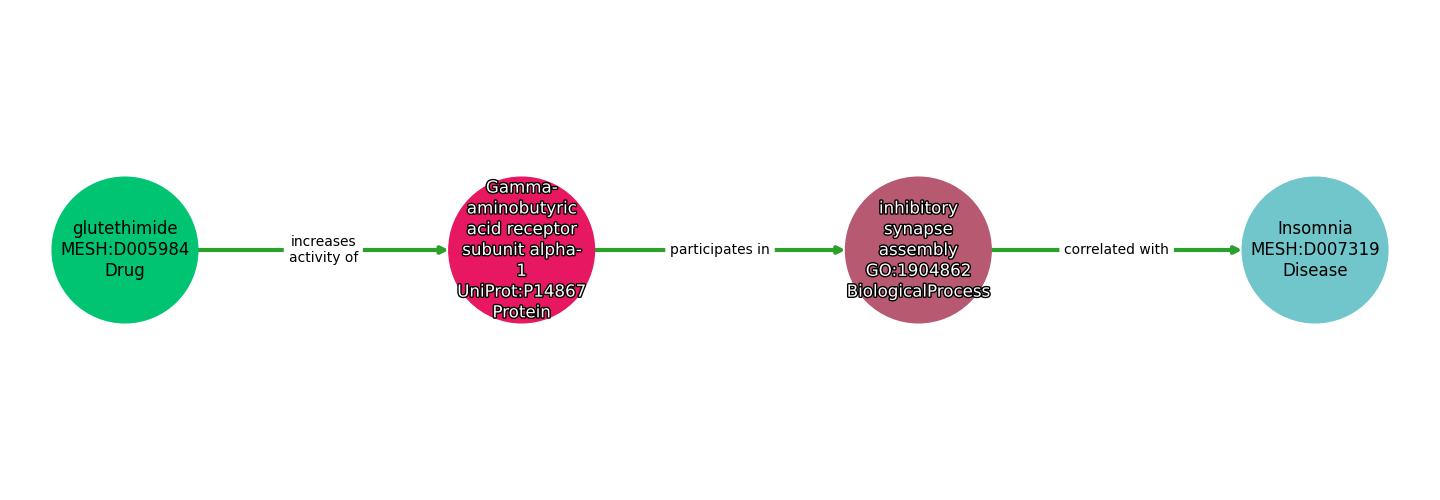 glutethimide
MESH:D005984
Drug
increases
activity of
Gamma-
aminobutyric
acid receptor
subunit alpha-
1
UniProt:P14867
Protein
participates in
inhibitory
synapse
assembly
GO:1904862
BiologicalProcess
correlated with
Insomnia
MESH:D007319
Disease